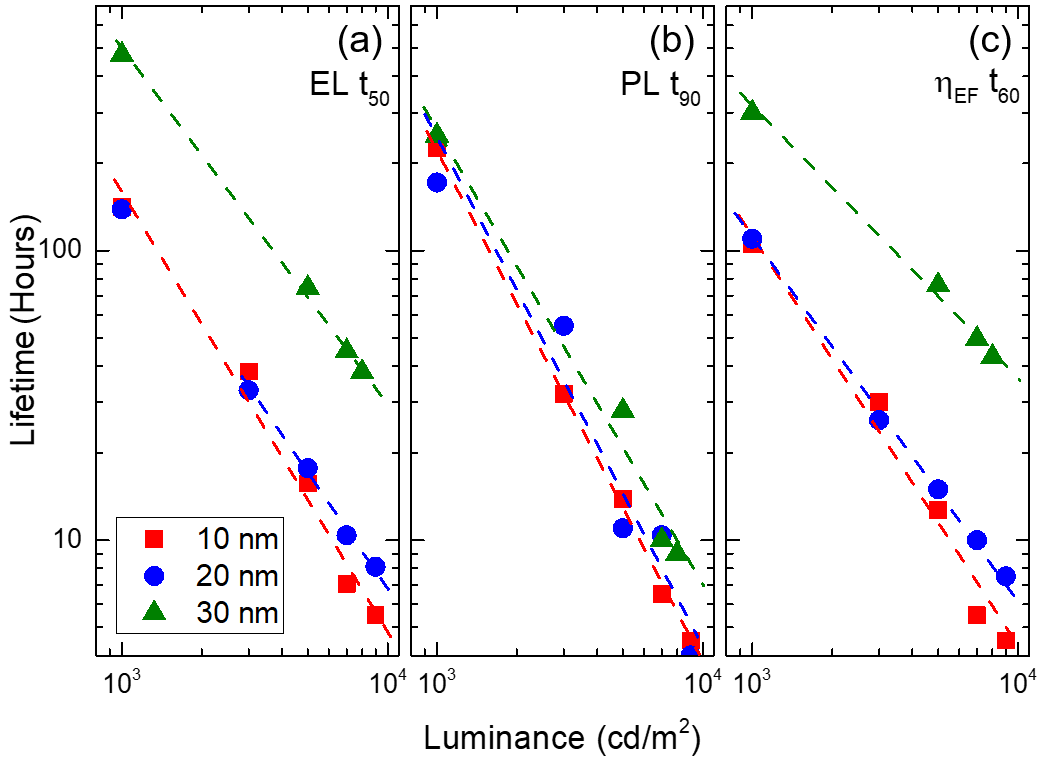 (a)
EL t50
(b)
PL t90
(c)
ηEF t60
Lifetime (Hours)
100
10
10 nm
20 nm
30 nm
10³ 10⁴ 10³ 10⁴ 10³ 10⁴
Luminance (cd/m²)